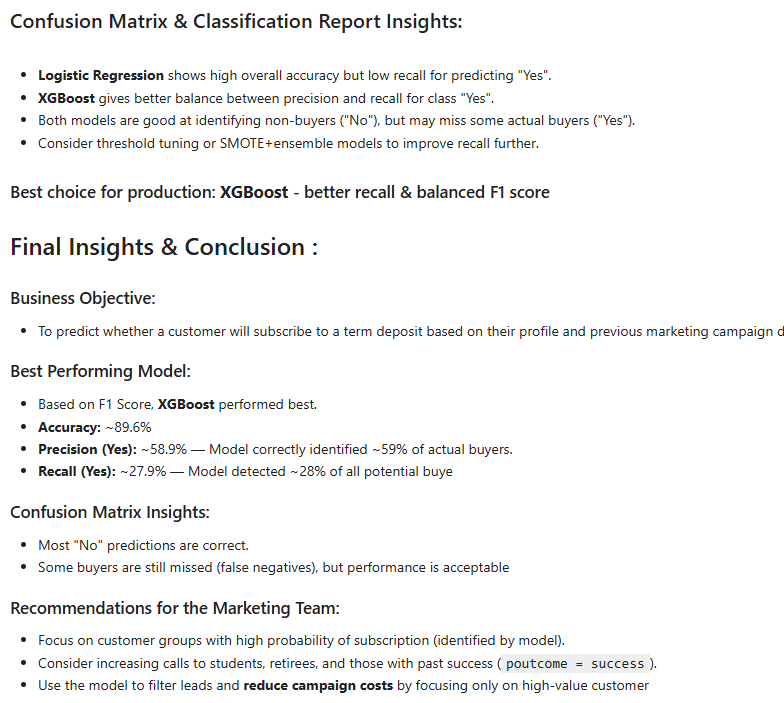 Confusion Matrix & Classification Report Insights:
Logistic Regression shows high overall accuracy but low recall for predicting "Yes".
XGBoost gives better balance between precision and recall for class "Yes".
Both models are good at identifying non-buyers ("No"), but may miss some actual buyers ("Yes").
Consider threshold tuning or SMOTE+ensemble models to improve recall further.
Best choice for production: XGBoost - better recall & balanced F1 score
Final Insights & Conclusion :
Business Objective:
To predict whether a customer will subscribe to a term deposit based on their profile and previous marketing campaign d
Best Performing Model:
Based on F1 Score, XGBoost performed best.
Accuracy: ~89.6%
Precision (Yes): ~58.9% — Model correctly identified ~59% of actual buyers.
Recall (Yes): ~27.9% — Model detected ~28% of all potential buye
Confusion Matrix Insights:
Most "No" predictions are correct.
Some buyers are still missed (false negatives), but performance is acceptable
Recommendations for the Marketing Team:
Focus on customer groups with high probability of subscription (identified by model).
Consider increasing calls to students, retirees, and those with past success ( poutcome = success ).
Use the model to filter leads and reduce campaign costs by focusing only on high-value customer